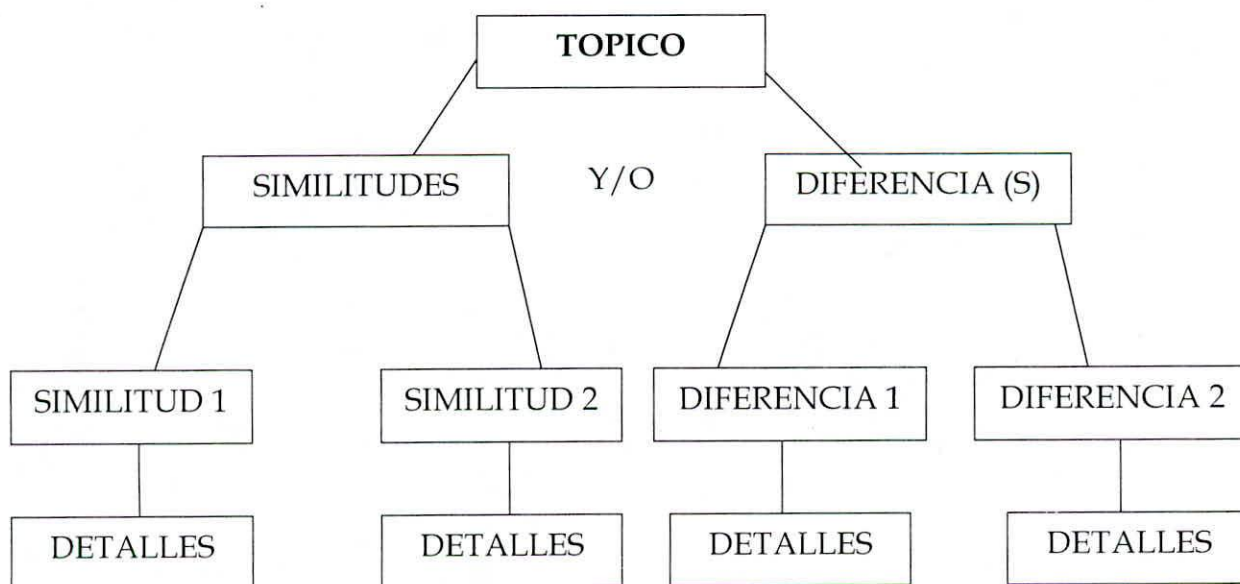 TOPICO
SIMILITUDES
Y/O
DIFERENCIA (S)
SIMILITUD 1
SIMILITUD 2
DIFERENCIA 1
DIFERENCIA 2
DETALLES
DETALLES
DETALLES
DETALLES